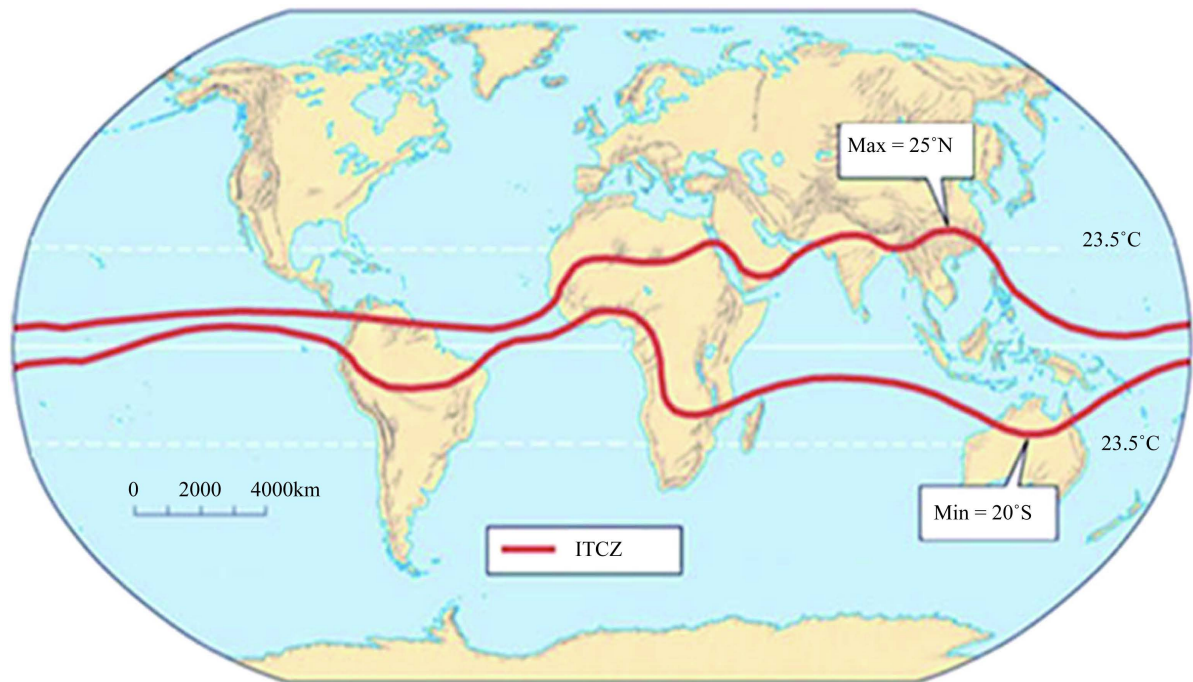 Max = 25˚N
23.5˚C
23.5˚C
0 2000 4000km
Min = 20˚S
ITCZ